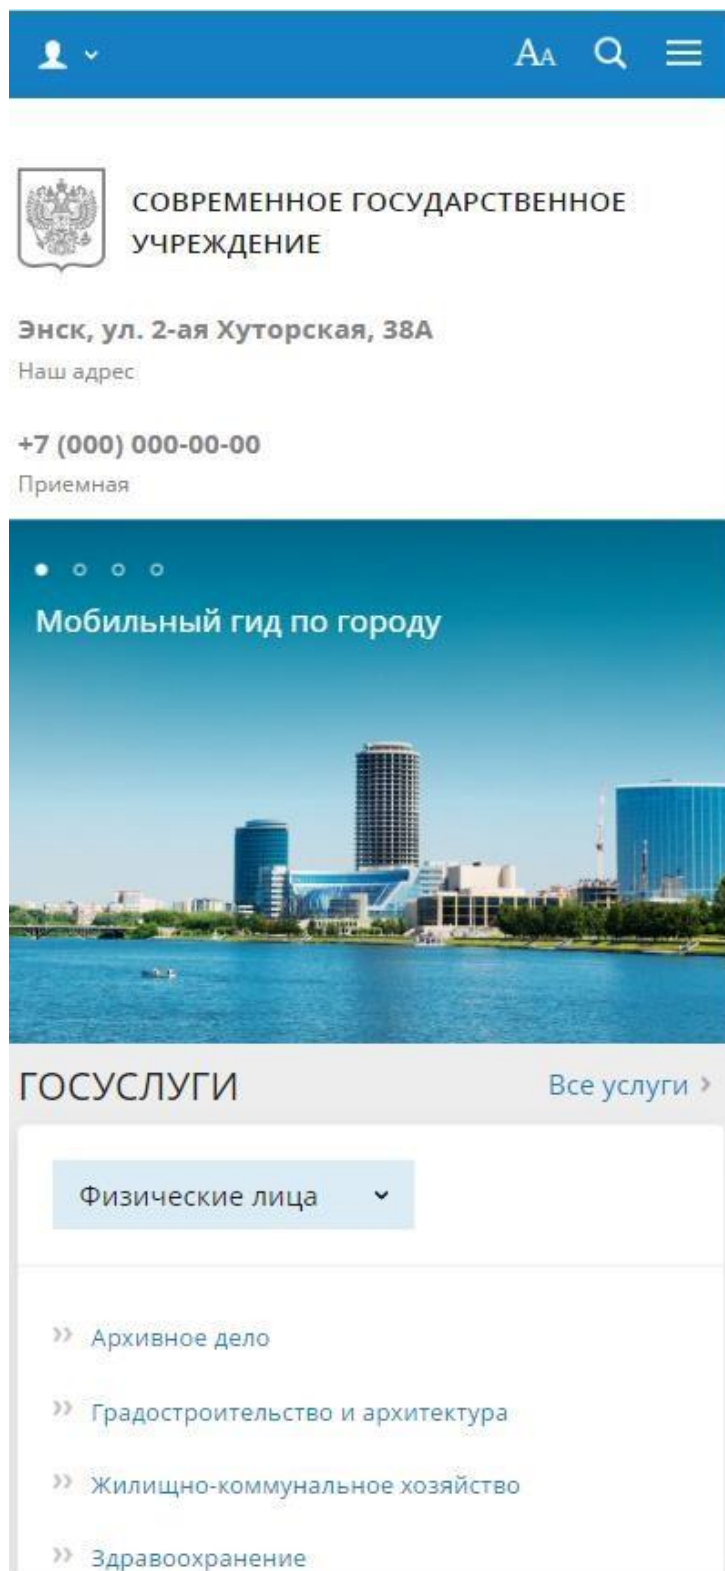 AA
СОВРЕМЕННОЕ ГОСУДАРСТВЕННОЕ
УЧРЕЖДЕНИЕ
Энск, ул. 2-ая Хуторская, 38А
Наш адрес
+7 (000) 000-00-00
Приемная
Мобильный гид по городу
ГОСУСЛУГИ
Все услуги
Физические лица
Архивное дело
Градостроительство и архитектура
Жилищно-коммунальное хозяйство
Здравоохранение